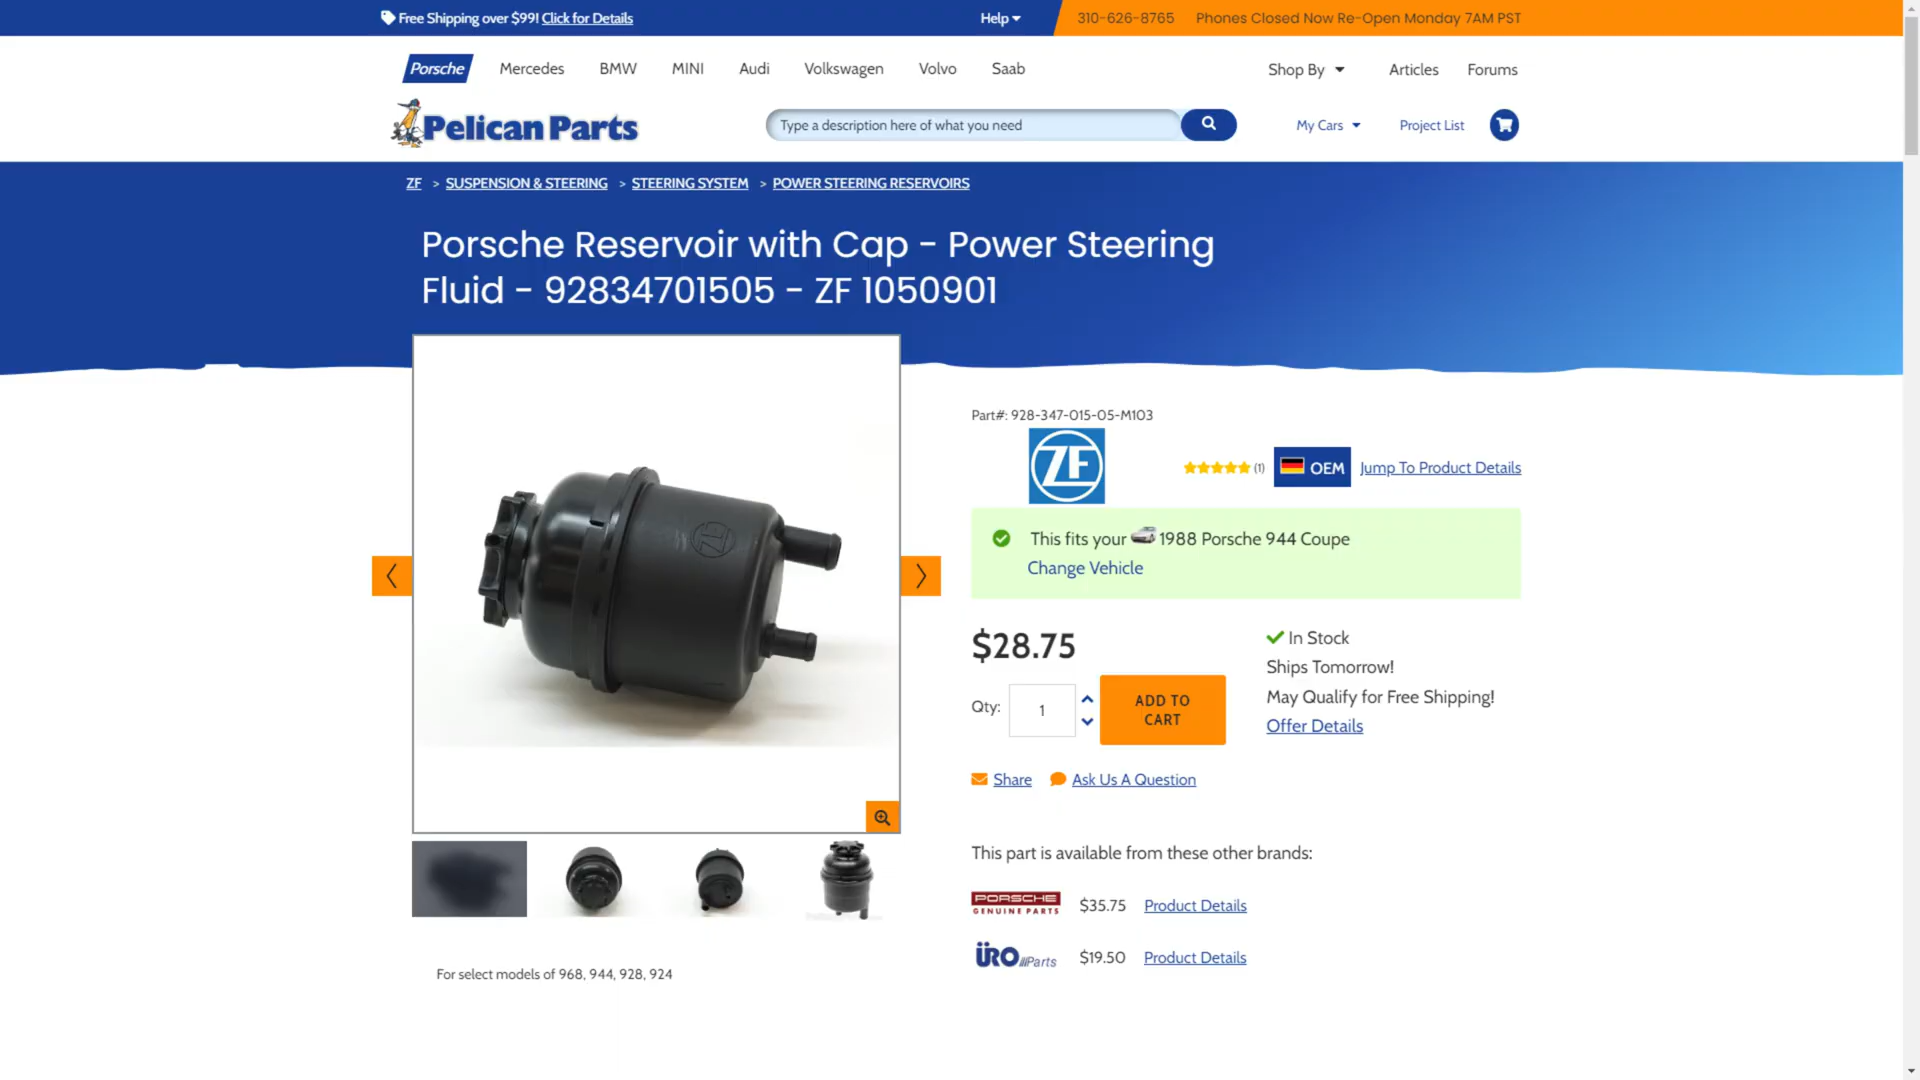 Free Shipping over $99! Click for Details
Help
310-626-8765 Phones Closed Now Re-Open Monday 7AM PST
Porsche Mercedes BMW MINI Audi Volkswagen Volvo Saab
Shop By Articles Forums
Pelican Parts
Type a description here of what you need
My Cars Project List
ZF > SUSPENSION & STEERING > STEERING SYSTEM > POWER STEERING RESERVOIRS
Porsche Reservoir with Cap - Power Steering
Fluid - 92834701505 - ZF 1050901
Part#: 928-347-015-05-M103
ZF
(1)
OEM
Jump To Product Details
ZF
This fits your 1988 Porsche 944 Coupe
Change Vehicle
$28.75
Qty: 1
ADD TO
CART
In Stock
Ships Tomorrow!
May Qualify for Free Shipping!
Offer Details
Share Ask Us A Question
This part is available from these other brands:
PORSCHE
GENUINE PARTS
$35.75 Product Details
ÜRO Parts
$19.50 Product Details
For select models of 968, 944, 928, 924